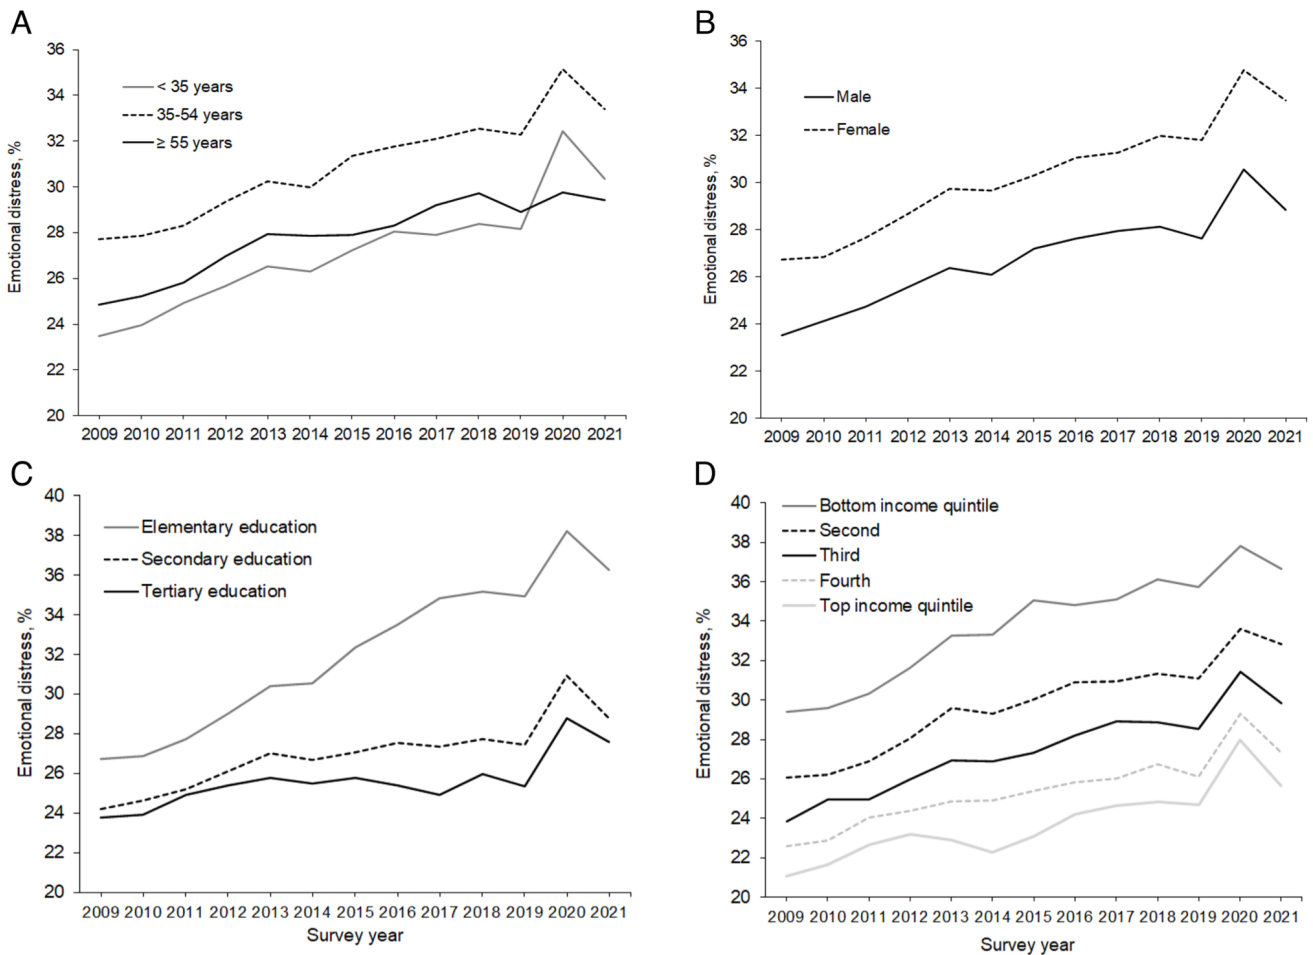 A
Emotional distress, %
36
34
32
30
28
26
24
22
20
< 35 years
35-54 years
≥ 55 years
2009 2010 2011 2012 2013 2014 2015 2016 2017 2018 2019 2020 2021
B
Emotional distress, %
36
34
32
30
28
26
24
22
20
Male
Female
2009 2010 2011 2012 2013 2014 2015 2016 2017 2018 2019 2020 2021
C
Emotional distress, %
40
38
36
34
32
30
28
26
24
22
20
Elementary education
Secondary education
Tertiary education
2009 2010 2011 2012 2013 2014 2015 2016 2017 2018 2019 2020 2021
Survey year
D
Emotional distress, %
40
38
36
34
32
30
28
26
24
22
20
Bottom income quintile
Second
Third
Fourth
Top income quintile
2009 2010 2011 2012 2013 2014 2015 2016 2017 2018 2019 2020 2021
Survey year